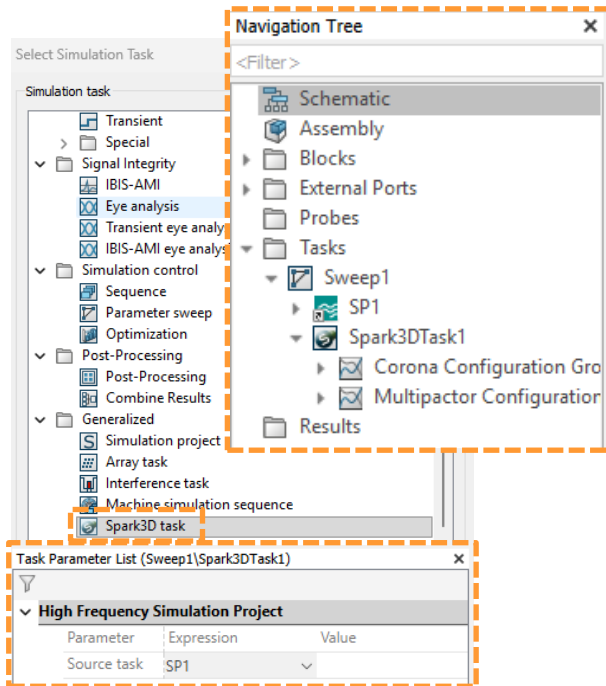 Select Simulation Task
Simulation task
Transient
Special
Signal Integrity
IBIS-AMI
Eye analysis
Transient eye analy
IBIS-AMI eye analys
Simulation control
Sequence
Parameter sweep
Optimization
Post-Processing
Post-Processing
Combine Results
Generalized
Simulation project
Array task
Interference task
Machine simulation sequence
Spark3D task
Navigation Tree
<Filter>
Schematic
Assembly
Blocks
External Ports
Probes
Tasks
Sweep1
SP1
Spark3DTask1
Corona Configuration Gro
Multipactor Configuration
Results
Task Parameter List (Sweep1\Spark3DTask1)
High Frequency Simulation Project
Parameter Expression Value
Source task SP1